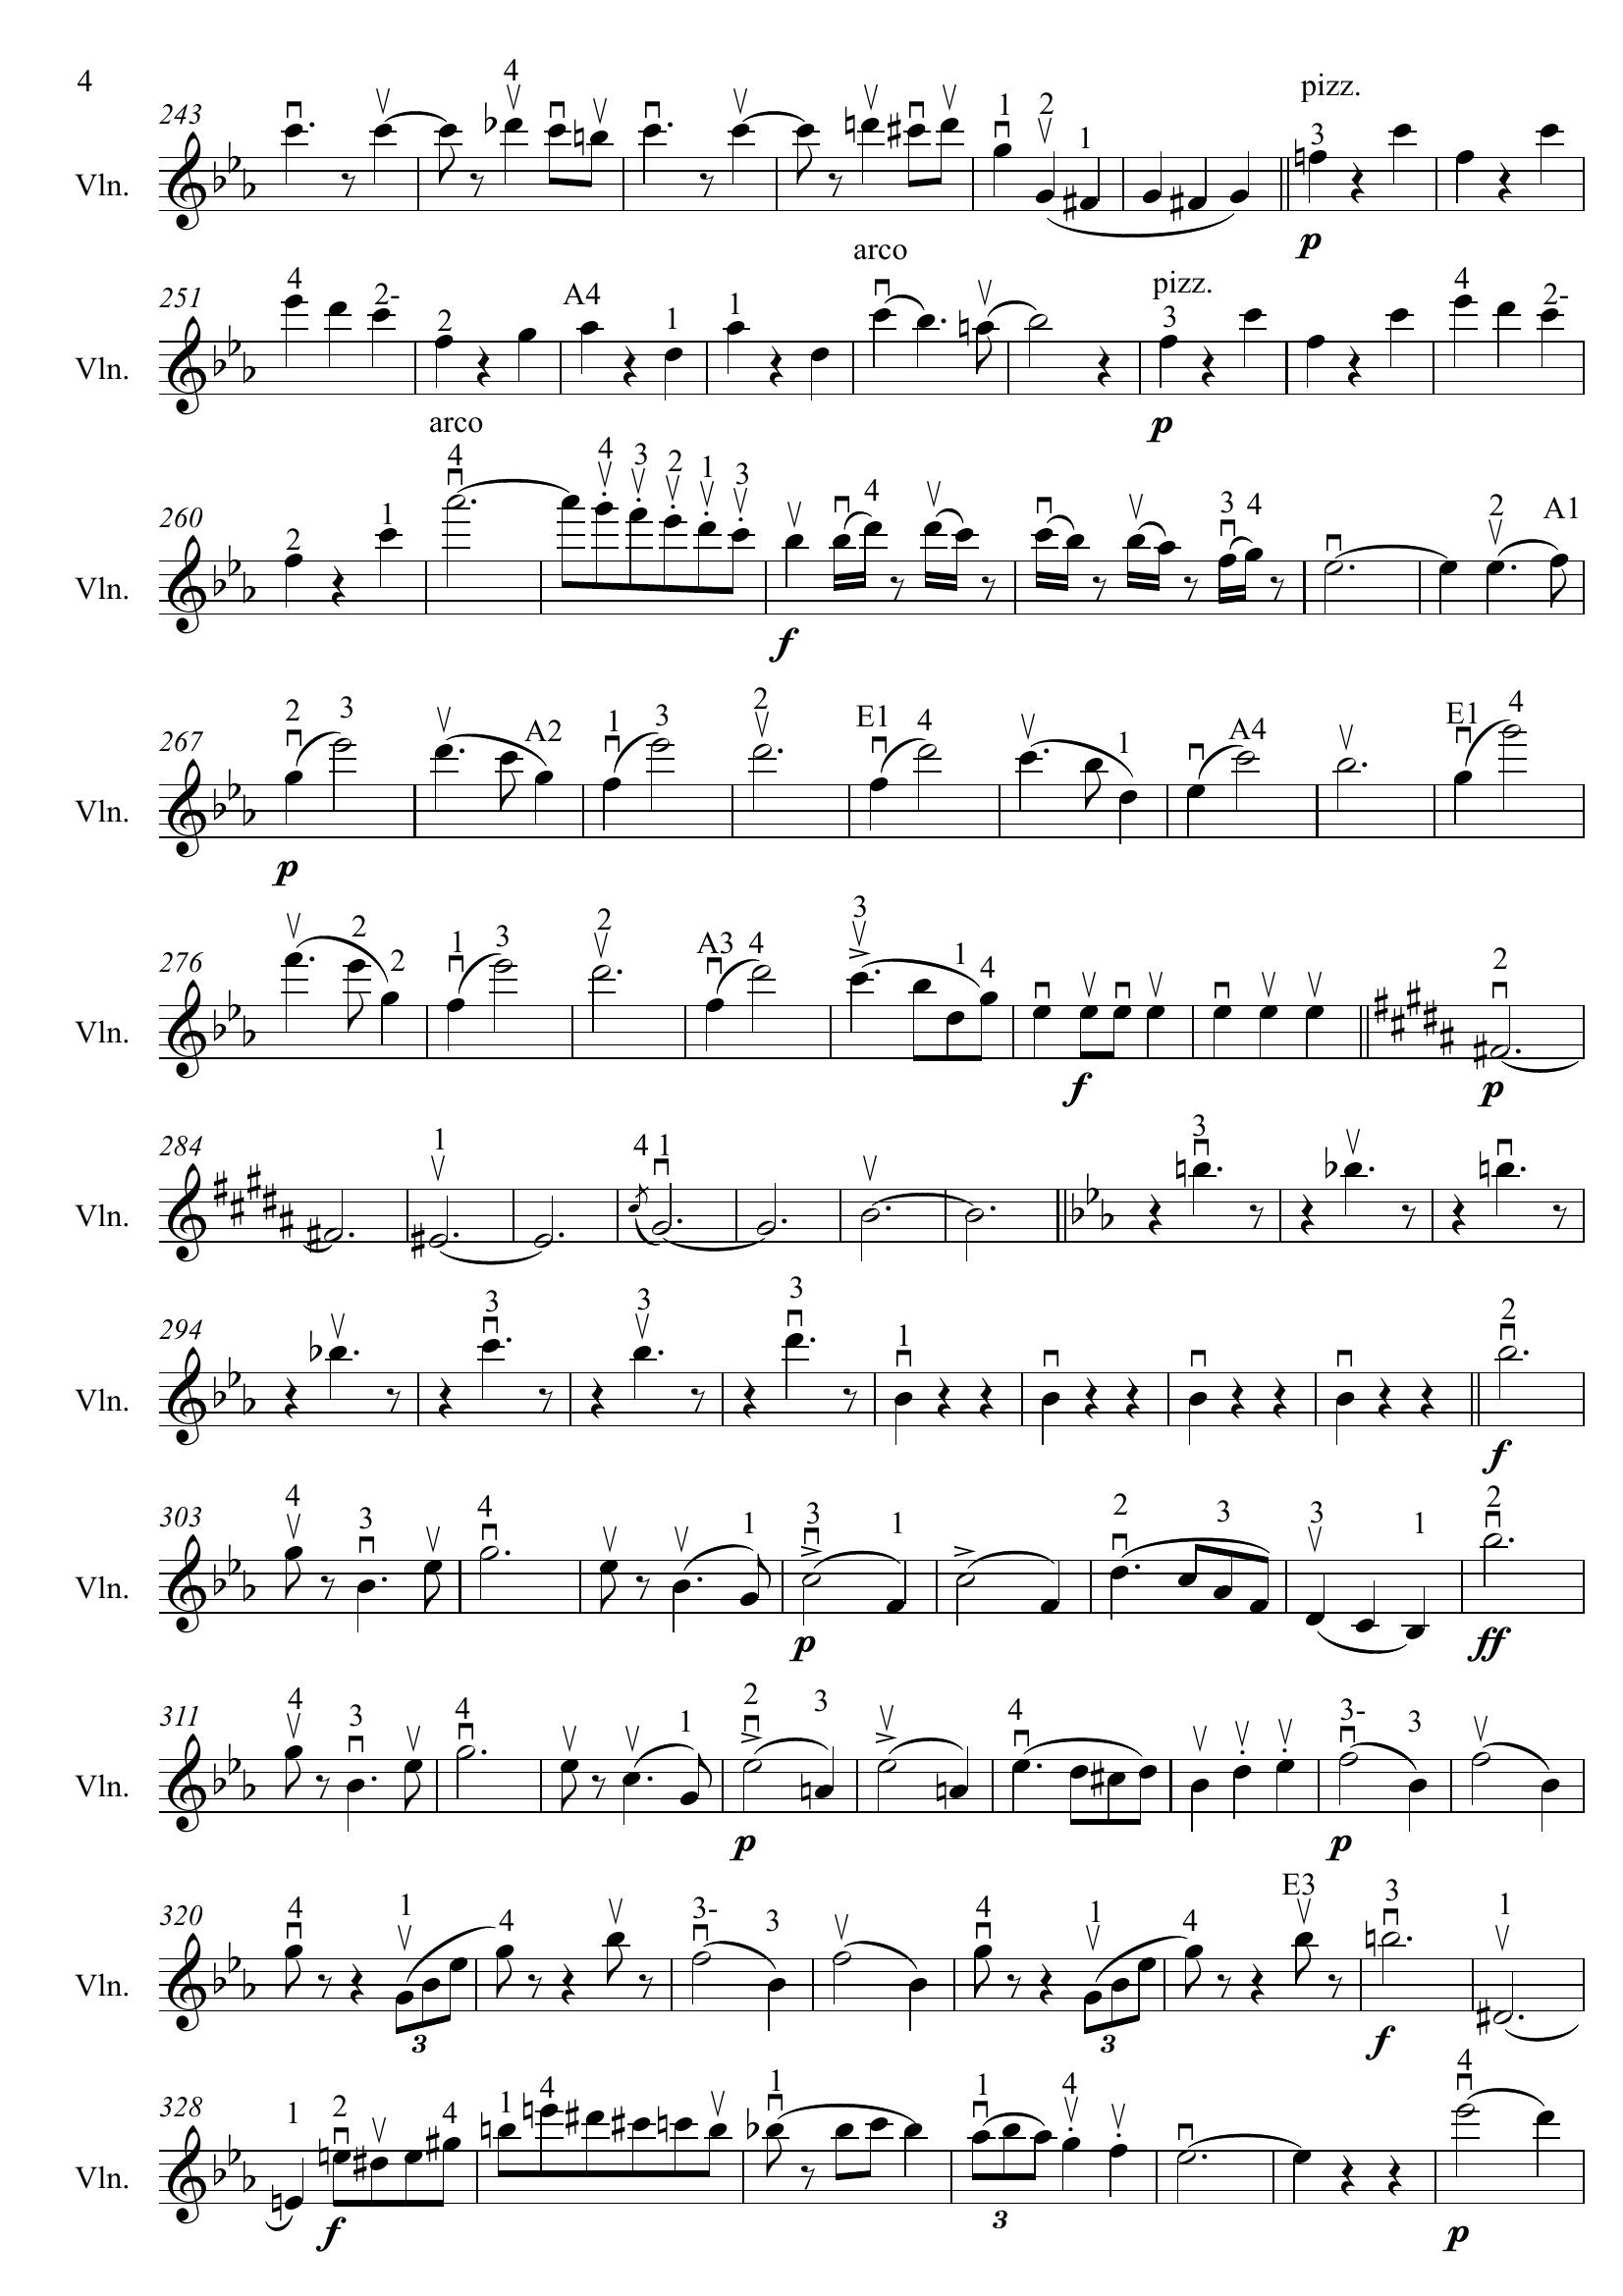 4
pizz.
4
1 2 1 3
243
Vln.
p
arco
pizz.
4 2- 2 A4 1 1 3 4 2-
251
Vln.
p
arco
4 4 3 2 1 3 4 3 4 2 A1
2 1
260
Vln.
f
2 3 A2 1 3 2 E1 4 1 A4 E1 4
267
Vln.
p
2 2 1 3 2 A3 4 3 1 4 2
276
Vln.
f p
1 4 1 3
284
Vln.
3 3 3 1 2
294
Vln.
f
4 3 4 1 3 1 2 3 3 1 2
303
Vln.
p ff
4 3 4 1 2 3 4 3- 3
311
Vln.
p p
4 1 4 3- 3 4 1 4 E3 3 1
320
Vln.
3 3 f
1 2 4 1 4 1 1 4 4
328
Vln.
f 3 p